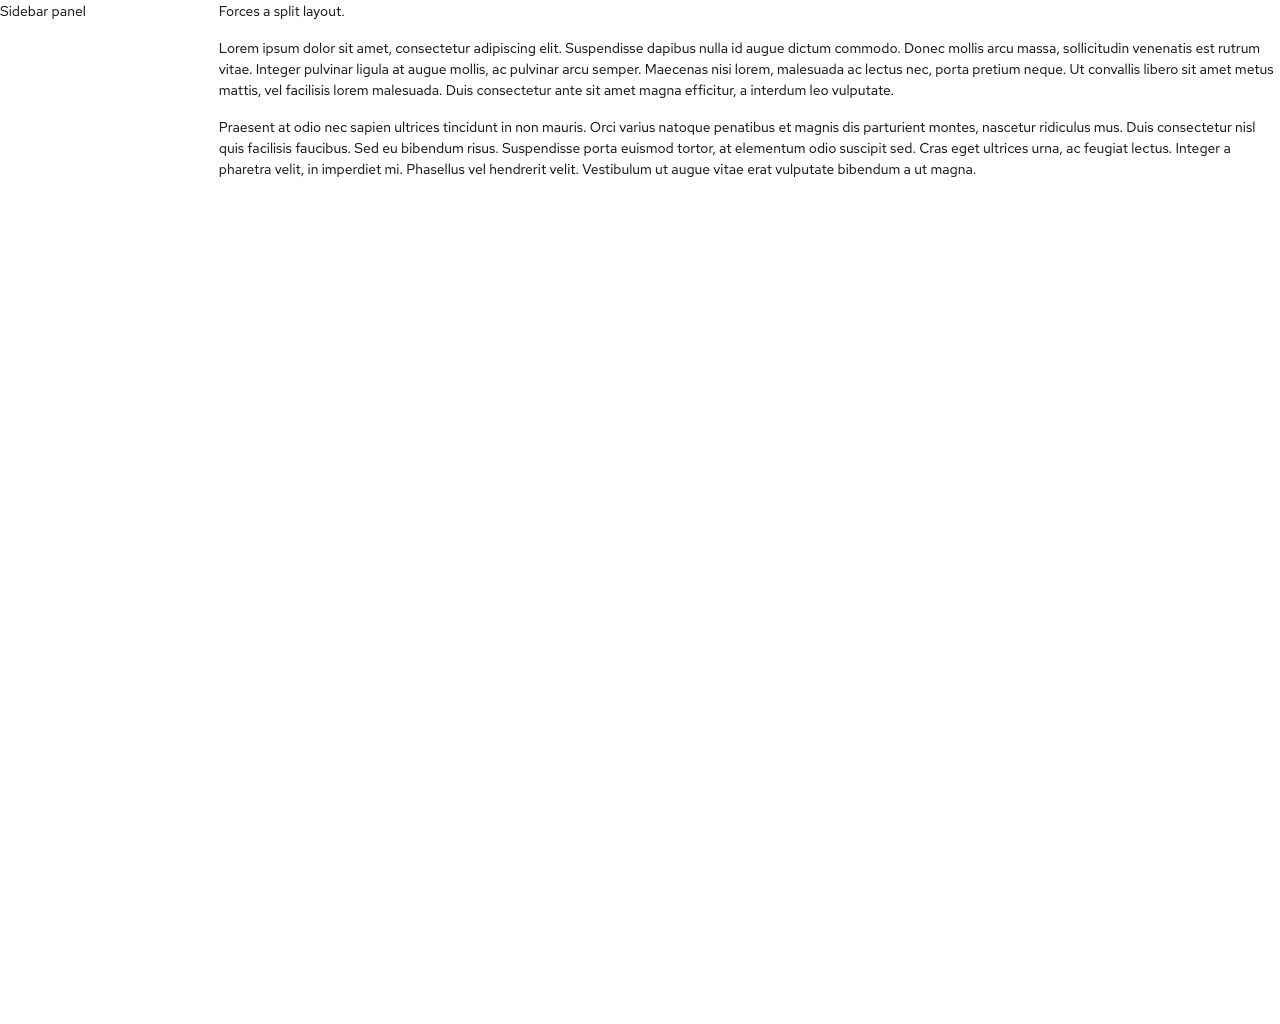 Sidebar panel
Forces a split layout.
Lorem ipsum dolor sit amet, consectetur adipiscing elit. Suspendisse dapibus nulla id augue dictum commodo. Donec mollis arcu massa, sollicitudin venenatis est rutrum
vitae. Integer pulvinar ligula at augue mollis, ac pulvinar arcu semper. Maecenas nisi lorem, malesuada ac lectus nec, porta pretium neque. Ut convallis libero sit amet metus
mattis, vel facilisis lorem malesuada. Duis consectetur ante sit amet magna efficitur, a interdum leo vulputate.
Praesent at odio nec sapien ultrices tincidunt in non mauris. Orci varius natoque penatibus et magnis dis parturient montes, nascetur ridiculus mus. Duis consectetur nisl
quis facilisis faucibus. Sed eu bibendum risus. Suspendisse porta euismod tortor, at elementum odio suscipit sed. Cras eget ultrices urna, ac feugiat lectus. Integer a
pharetra velit, in imperdiet mi. Phasellus vel hendrerit velit. Vestibulum ut augue vitae erat vulputate bibendum a ut magna.